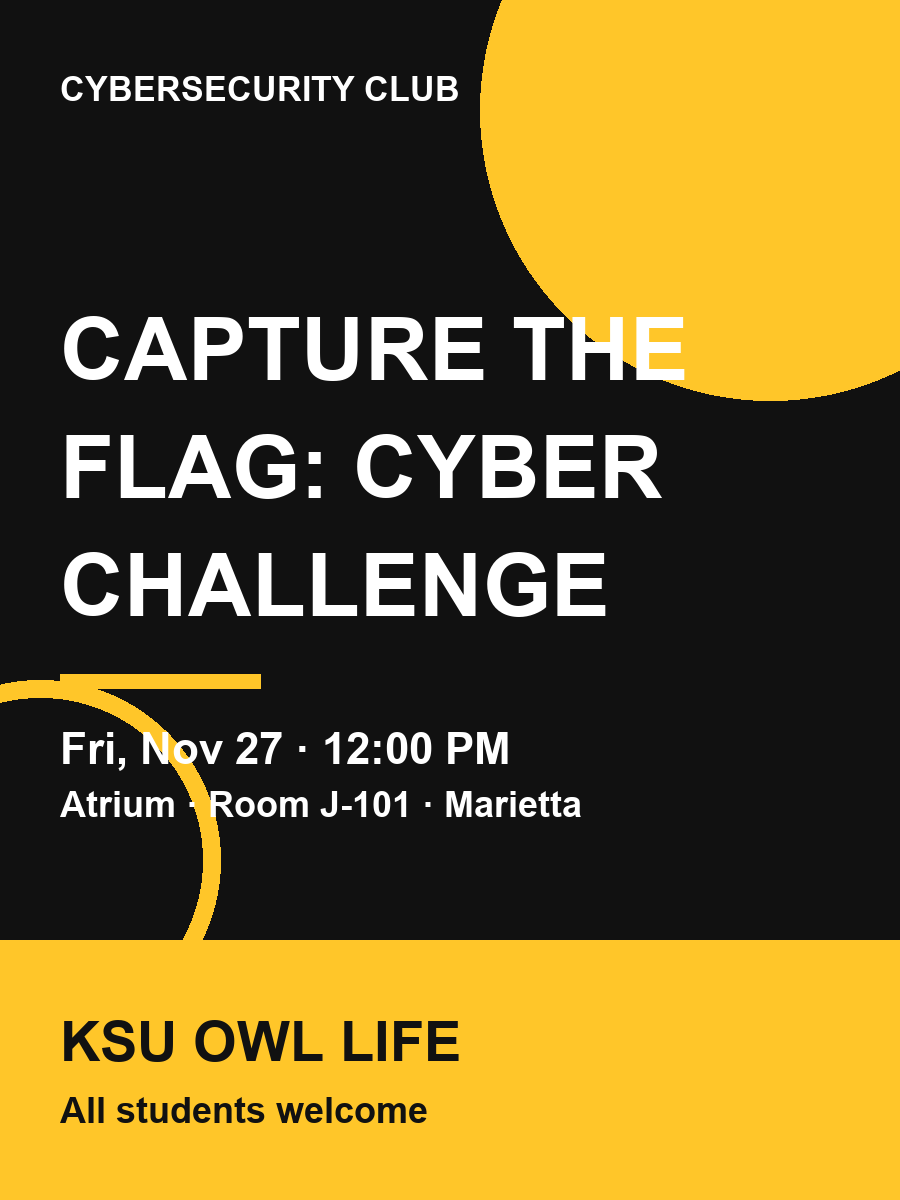 CYBERSECURITY CLUB
CAPTURE THE
FLAG: CYBER
CHALLENGE
Fri, Nov 27 · 12:00 PM
Atrium · Room J-101 · Marietta
KSU OWL LIFE
All students welcome